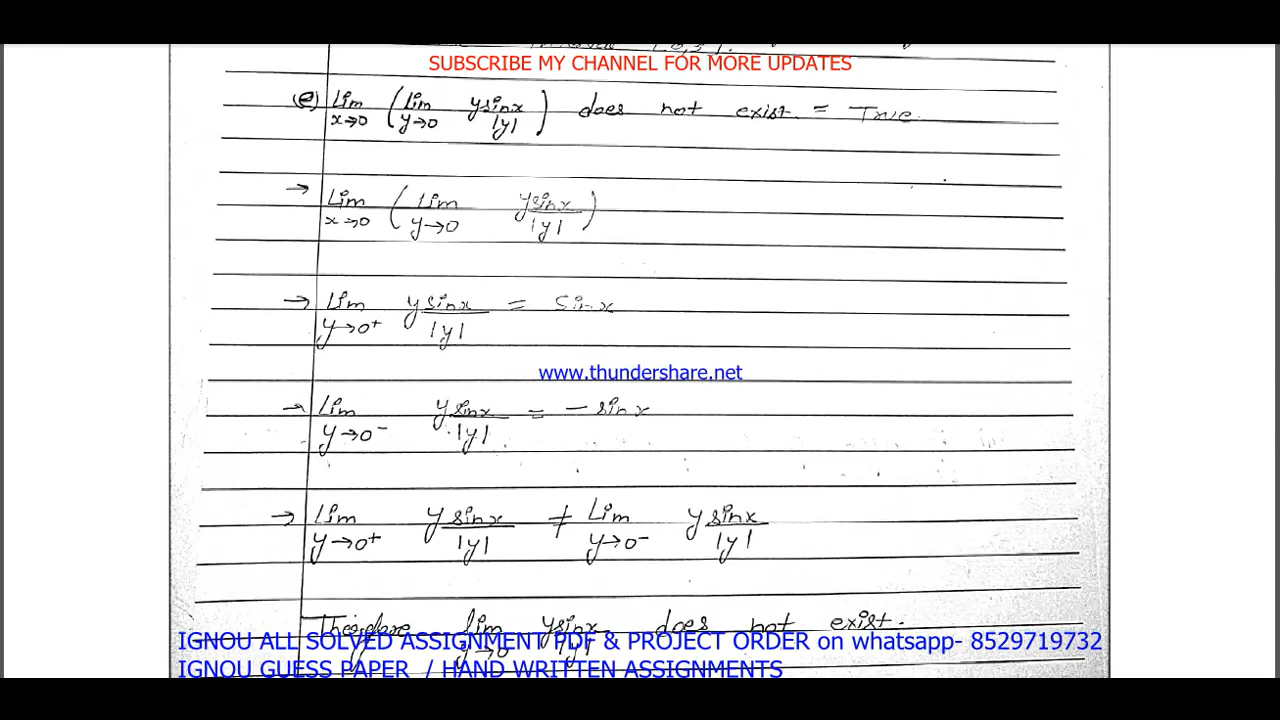 SUBSCRIBE MY CHANNEL FOR MORE UPDATES
(e) Lim x→0 ( lim y→0 ysinx/|y| ) does not exist. = True.
→ Lim x→0 ( Lim y→0 ysinx/|y| )
→ Lim y→0⁺ ysinx/|y| = sinx
www.thundershare.net
→ Lim y→0⁻ ysinx/|y| = – sinx
→ Lim y→0⁺ ysinx/|y| ≠ Lim y→0⁻ ysinx/|y|
Therefore lim y→0 ysinx/|y| does not exist.
IGNOU ALL SOLVED ASSIGNMENT PDF & PROJECT ORDER on whatsapp- 8529719732
IGNOU GUESS PAPER / HAND WRITTEN ASSIGNMENTS